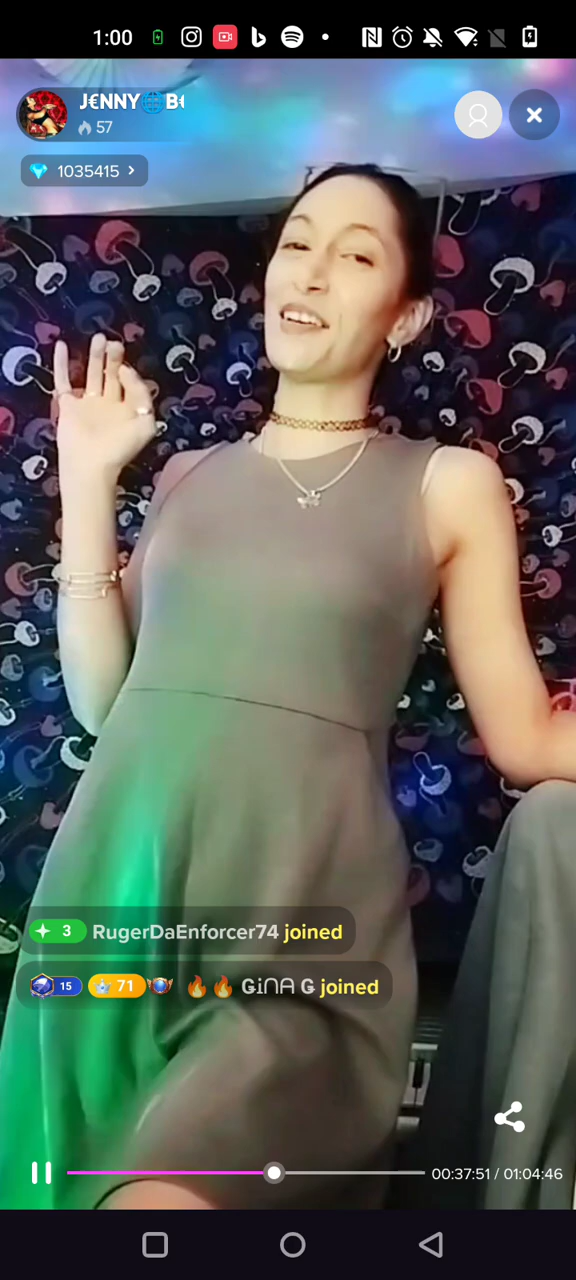 1:00
J€NNY🌐B
57
1035415 >
3 RugerDaEnforcer74 joined
15 71 🔥🔥 GiNA G joined
00:37:51 / 01:04:46